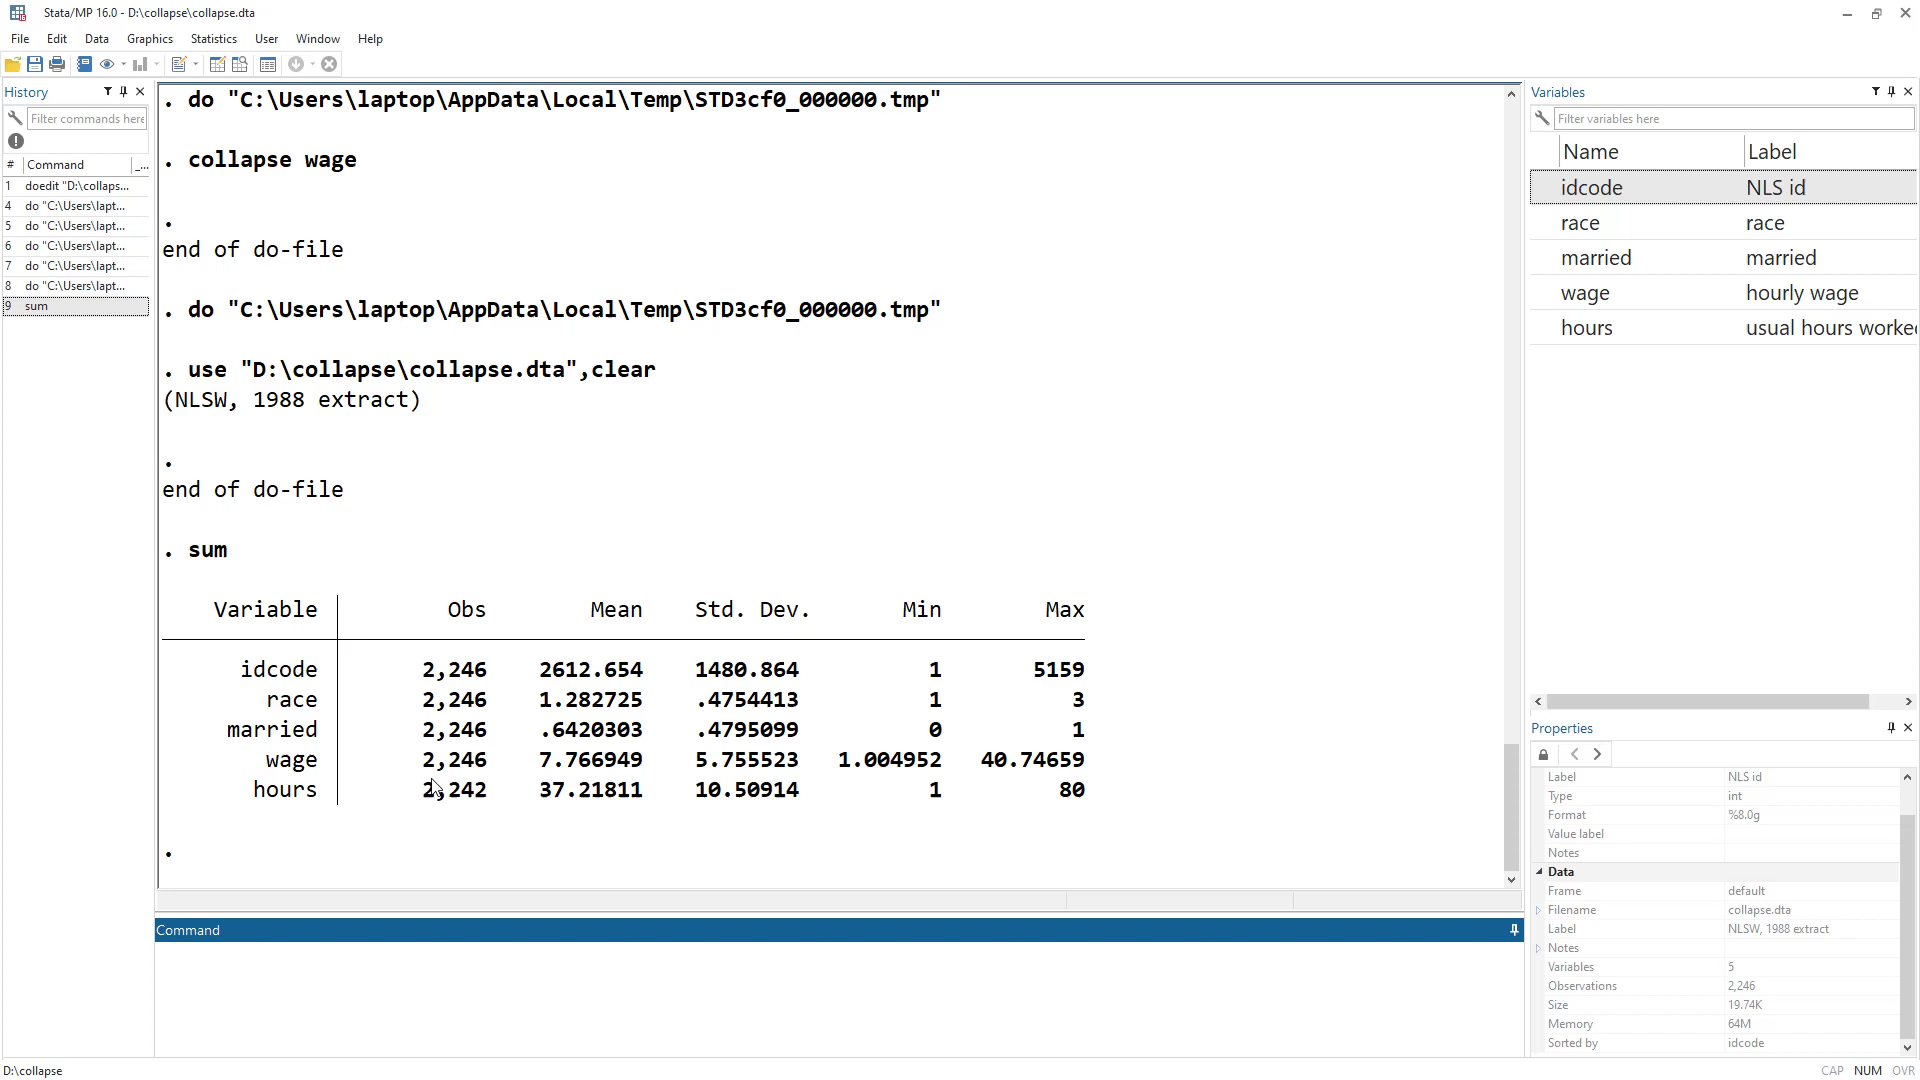 Stata/MP 16.0 - D:\collapse\collapse.dta
File Edit Data Graphics Statistics User Window Help
History
Filter commands here
# Command _...
1 doedit "D:\collaps...
4 do "C:\Users\lapt...
5 do "C:\Users\lapt...
6 do "C:\Users\lapt...
7 do "C:\Users\lapt...
8 do "C:\Users\lapt...
9 sum
. do "C:\Users\laptop\AppData\Local\Temp\STD3cf0_000000.tmp"
. collapse wage
.
end of do-file
. do "C:\Users\laptop\AppData\Local\Temp\STD3cf0_000000.tmp"
. use "D:\collapse\collapse.dta",clear
(NLSW, 1988 extract)
.
end of do-file
. sum
Variable Obs Mean Std. Dev. Min Max
idcode 2,246 2612.654 1480.864 1 5159
race 2,246 1.282725 .4754413 1 3
married 2,246 .6420303 .4795099 0 1
wage 2,246 7.766949 5.755523 1.004952 40.74659
hours 2,242 37.21811 10.50914 1 80
.
Command
Variables
Filter variables here
Name Label
idcode NLS id
race race
married married
wage hourly wage
hours usual hours worke
Properties
Label NLS id
Type int
Format %8.0g
Value label
Notes
Data
Frame default
Filename collapse.dta
Label NLSW, 1988 extract
Notes
Variables 5
Observations 2,246
Size 19.74K
Memory 64M
Sorted by idcode
D:\collapse
CAP NUM OVR